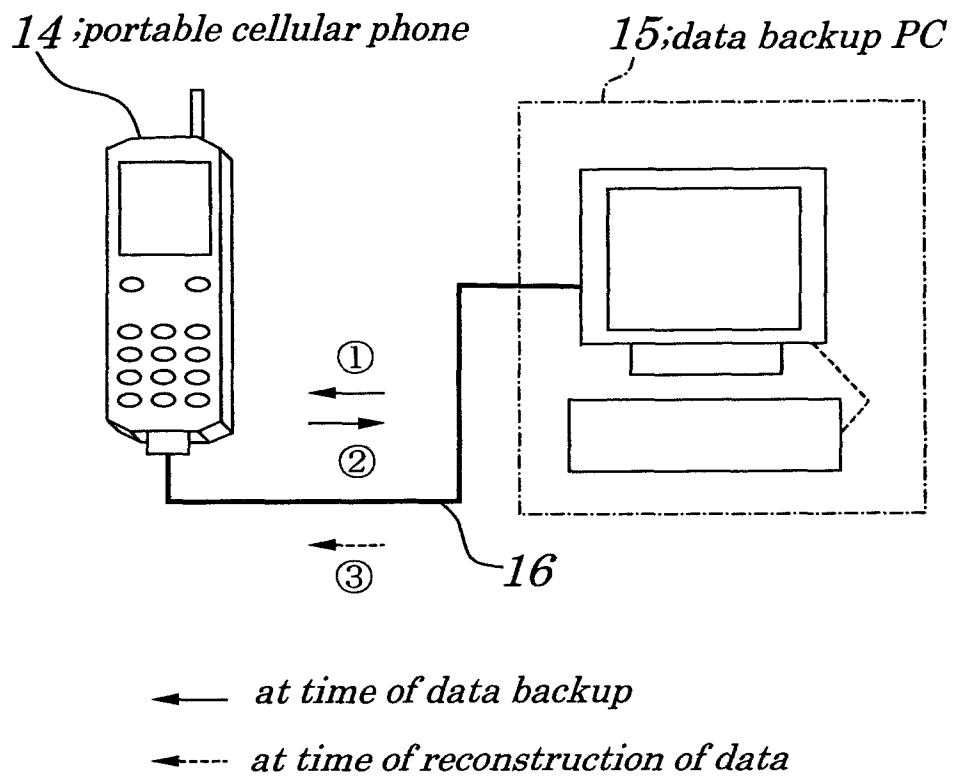 14 ;portable cellular phone
15;data backup PC
①
②
③
16
at time of data backup
at time of reconstruction of data